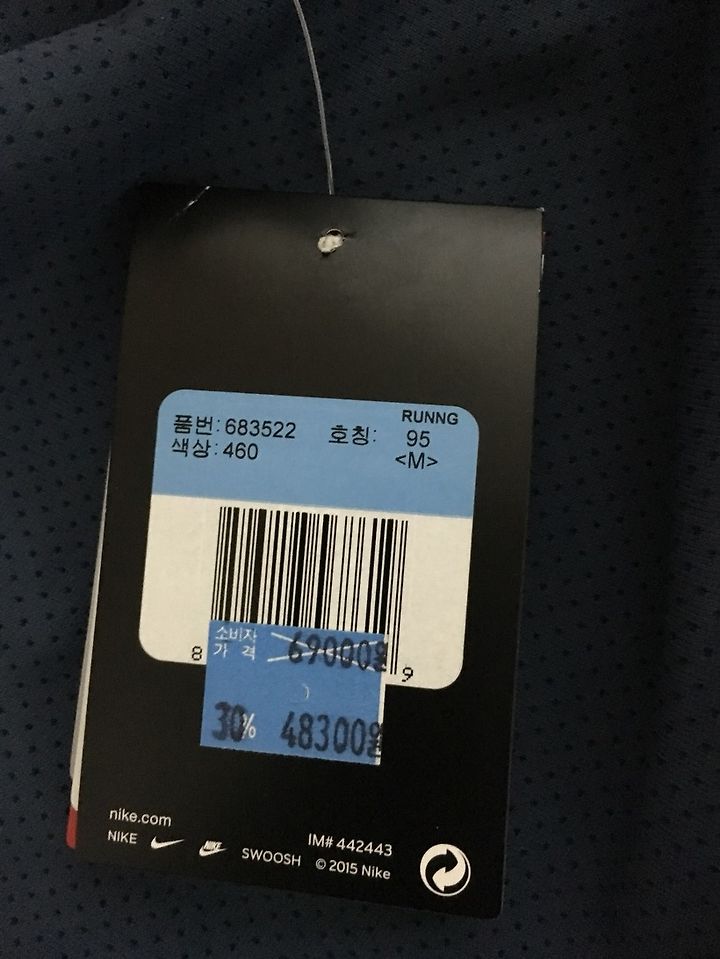 RUNNG
품번:683522 호칭: 95
색상:460 <M>
소비자
가 격 69000원
8 9
30% 48300원
nike.com
NIKE NIKE SWOOSH
IM# 442443
© 2015 Nike